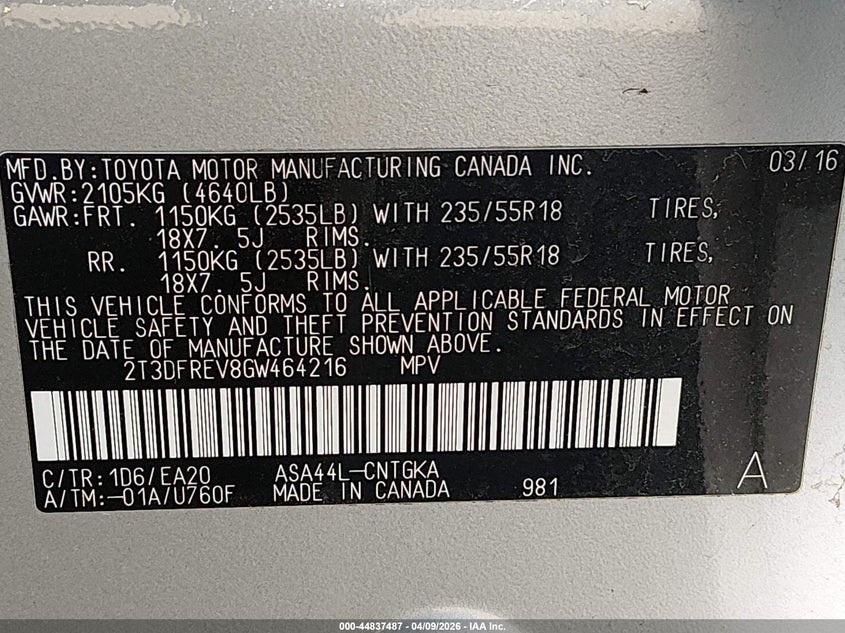 MFD.BY:TOYOTA MOTOR MANUFACTURING CANADA INC. 03/16
GVWR:2105KG (4640LB)
GAWR:FRT. 1150KG (2535LB) WITH 235/55R18 TIRES,
18X7. 5J RIMS.
RR. 1150KG (2535LB) WITH 235/55R18 TIRES,
18X7. 5J RIMS.
THIS VEHICLE CONFORMS TO ALL APPLICABLE FEDERAL MOTOR
VEHICLE SAFETY AND THEFT PREVENTION STANDARDS IN EFFECT ON
THE DATE OF MANUFACTURE SHOWN ABOVE.
2T3DFREV8GW464216 MPV
C/TR:1D6/EA20 ASA44L-CNTGKA
A/TM:-01A/U760F MADE IN CANADA 981 A
000-44837487 - 04/09/2026 - IAA Inc.